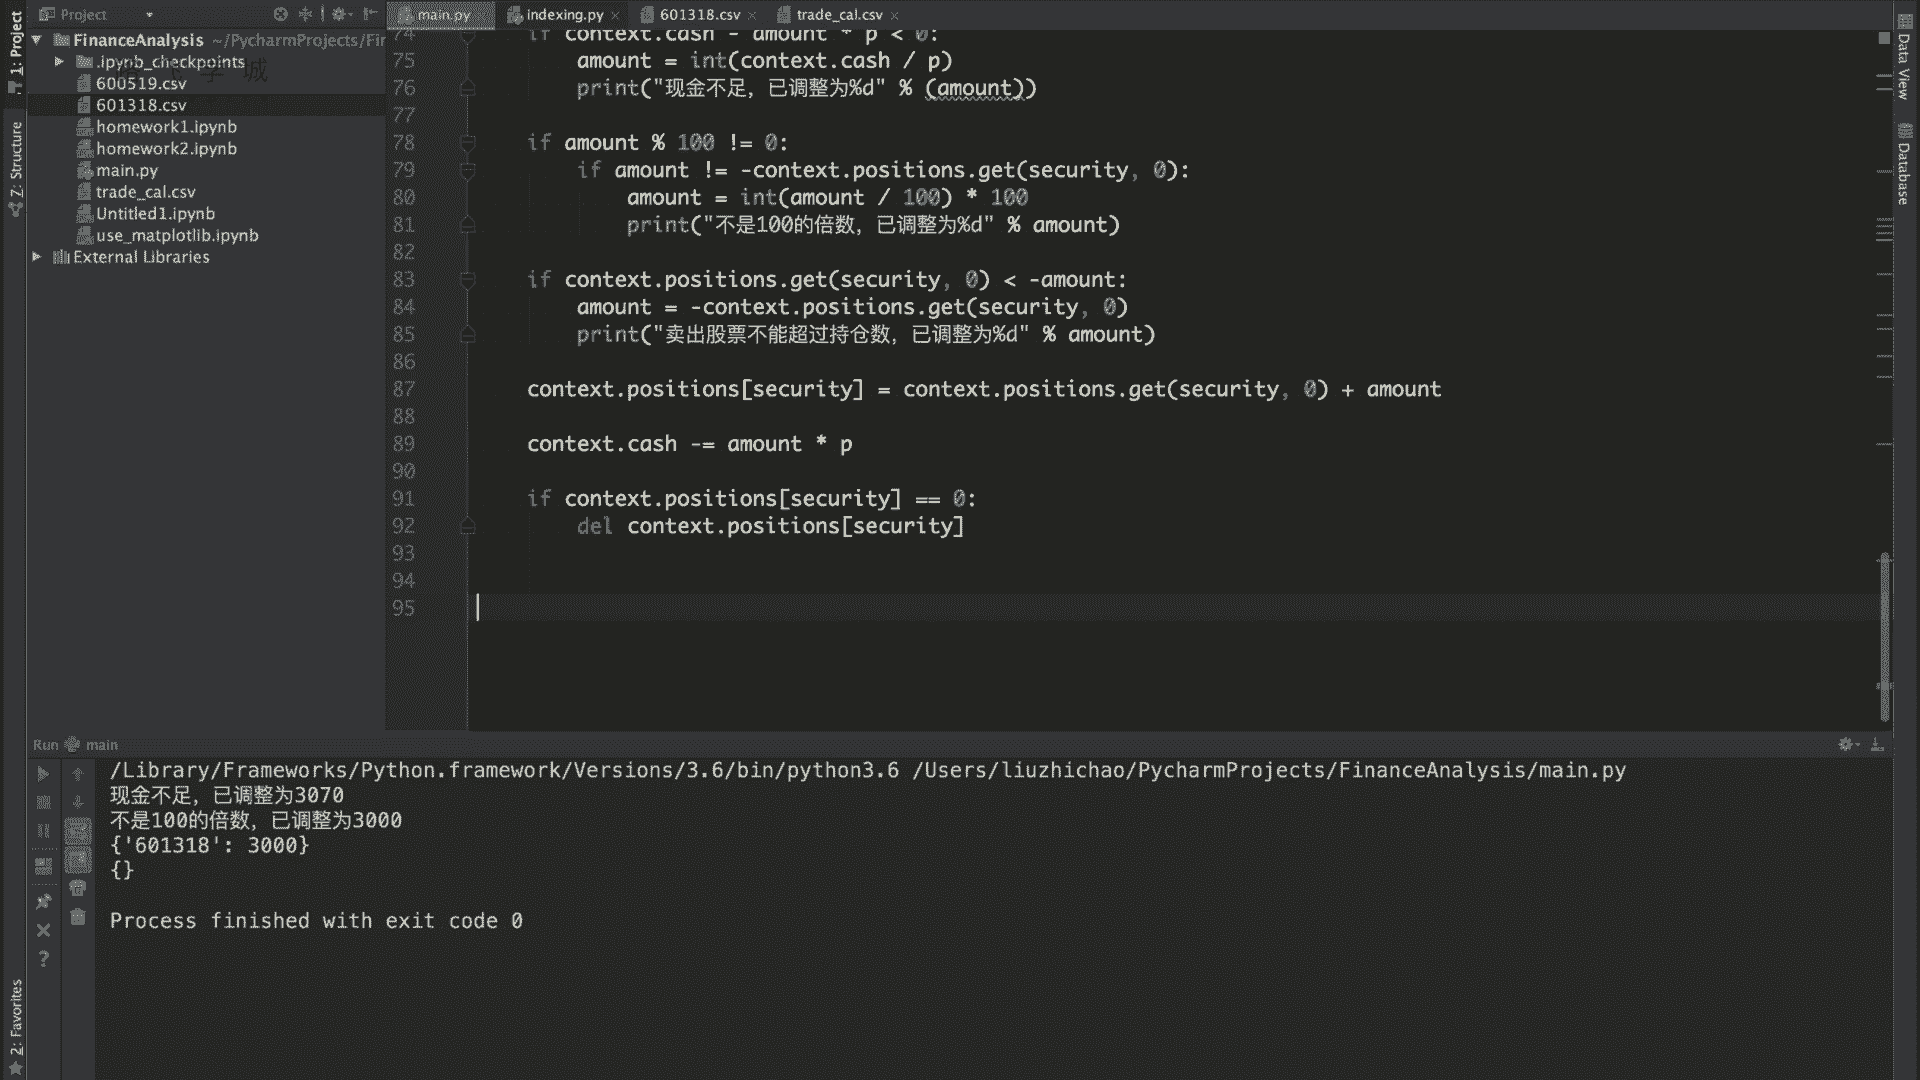 Project
main.py
indexing.py
601318.csv
trade_cal.csv
1: Project
Z: Structure
2: Favorites
Data View
Database
FinanceAnalysis ~/PycharmProjects/Fir
.ipynb_checkpoints
600519.csv
601318.csv
homework1.ipynb
homework2.ipynb
main.py
trade_cal.csv
Untitled1.ipynb
use_matplotlib.ipynb
External Libraries
74 if context.cash - amount * p < 0:
75 amount = int(context.cash / p)
76 print("现金不足，已调整为%d" % (amount))
77
78 if amount % 100 != 0:
79 if amount != -context.positions.get(security, 0):
80 amount = int(amount / 100) * 100
81 print("不是100的倍数，已调整为%d" % amount)
82
83 if context.positions.get(security, 0) < -amount:
84 amount = -context.positions.get(security, 0)
85 print("卖出股票不能超过持仓数，已调整为%d" % amount)
86
87 context.positions[security] = context.positions.get(security, 0) + amount
88
89 context.cash -= amount * p
90
91 if context.positions[security] == 0:
92 del context.positions[security]
93
94
95
Run main
/Library/Frameworks/Python.framework/Versions/3.6/bin/python3.6 /Users/liuzhichao/PycharmProjects/FinanceAnalysis/main.py
现金不足，已调整为3070
不是100的倍数，已调整为3000
{'601318': 3000}
{}
Process finished with exit code 0